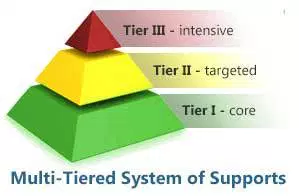 Tier III - intensive
Tier II - targeted
Tier I - core
Multi-Tiered System of Supports